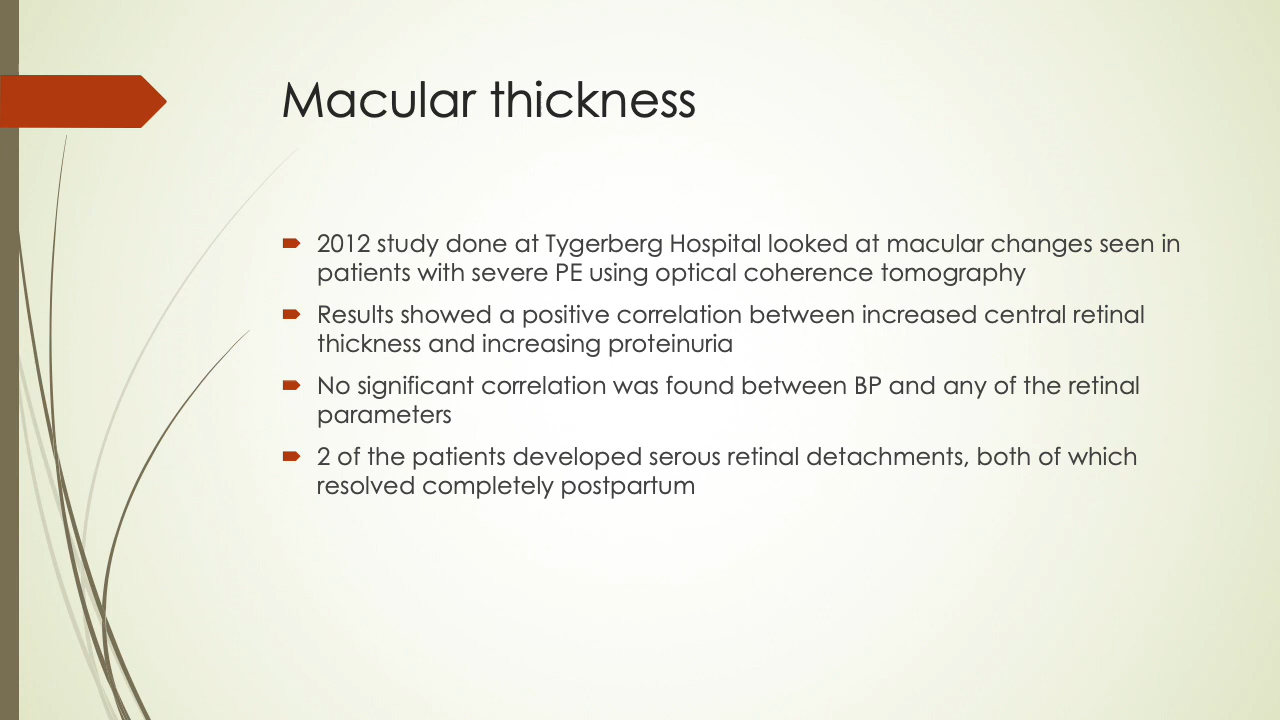 Macular thickness
2012 study done at Tygerberg Hospital looked at macular changes seen in
patients with severe PE using optical coherence tomography
Results showed a positive correlation between increased central retinal
thickness and increasing proteinuria
No significant correlation was found between BP and any of the retinal
parameters
2 of the patients developed serous retinal detachments, both of which
resolved completely postpartum